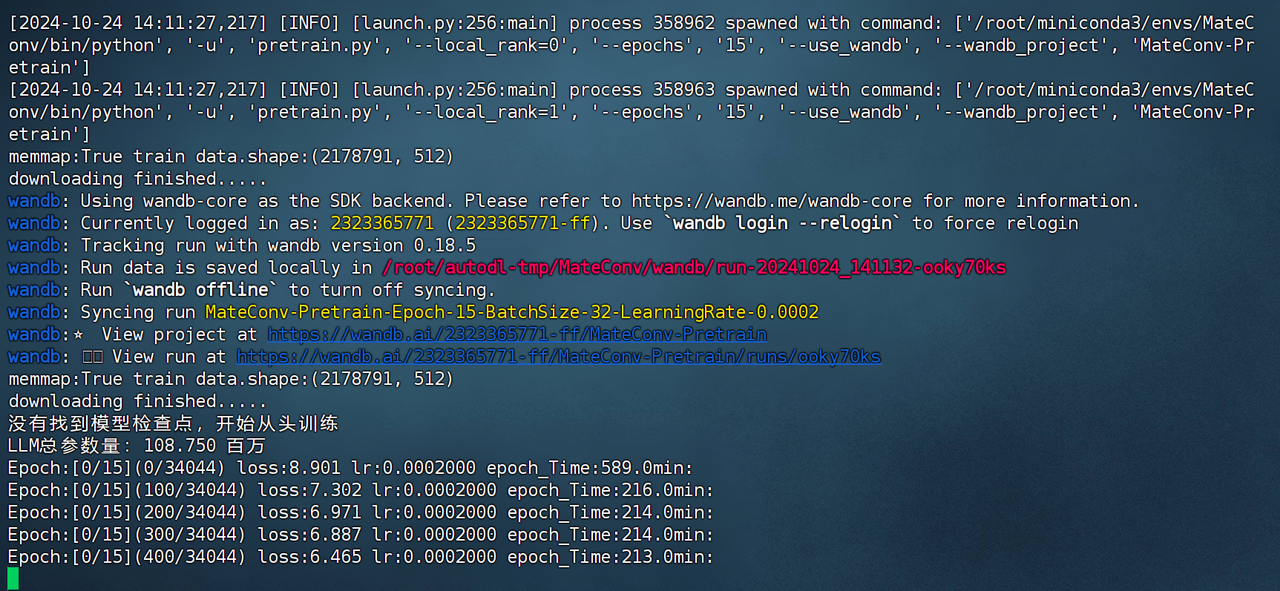 [2024-10-24 14:11:27,217] [INFO] [launch.py:256:main] process 358962 spawned with command: ['/root/miniconda3/envs/MateC
onv/bin/python', '-u', 'pretrain.py', '--local_rank=0', '--epochs', '15', '--use_wandb', '--wandb_project', 'MateConv-Pr
etrain']
[2024-10-24 14:11:27,217] [INFO] [launch.py:256:main] process 358963 spawned with command: ['/root/miniconda3/envs/MateC
onv/bin/python', '-u', 'pretrain.py', '--local_rank=1', '--epochs', '15', '--use_wandb', '--wandb_project', 'MateConv-Pr
etrain']
memmap:True train data.shape:(2178791, 512)
downloading finished.....
wandb: Using wandb-core as the SDK backend. Please refer to https://wandb.me/wandb-core for more information.
wandb: Currently logged in as: 2323365771 (2323365771-ff). Use `wandb login --relogin` to force relogin
wandb: Tracking run with wandb version 0.18.5
wandb: Run data is saved locally in /root/autodl-tmp/MateConv/wandb/run-20241024_141132-ooky70ks
wandb: Run `wandb offline` to turn off syncing.
wandb: Syncing run MateConv-Pretrain-Epoch-15-BatchSize-32-LearningRate-0.0002
wandb:⭐ View project at https://wandb.ai/2323365771-ff/MateConv-Pretrain
wandb: View run at https://wandb.ai/2323365771-ff/MateConv-Pretrain/runs/ooky70ks
memmap:True train data.shape:(2178791, 512)
downloading finished.....
没有找到模型检查点，开始从头训练
LLM总参数量：108.750 百万
Epoch:[0/15](0/34044) loss:8.901 lr:0.0002000 epoch_Time:589.0min:
Epoch:[0/15](100/34044) loss:7.302 lr:0.0002000 epoch_Time:216.0min:
Epoch:[0/15](200/34044) loss:6.971 lr:0.0002000 epoch_Time:214.0min:
Epoch:[0/15](300/34044) loss:6.887 lr:0.0002000 epoch_Time:214.0min:
Epoch:[0/15](400/34044) loss:6.465 lr:0.0002000 epoch_Time:213.0min: